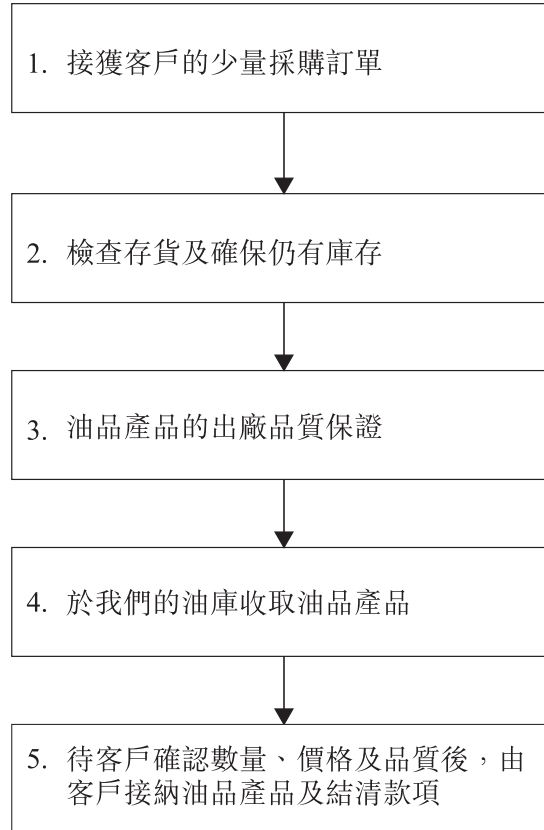 1. 接獲客戶的少量採購訂單
2. 檢查存貨及確保仍有庫存
3. 油品產品的出廠品質保證
4. 於我們的油庫收取油品產品
5. 待客戶確認數量、價格及品質後，由
客戶接納油品產品及結清款項